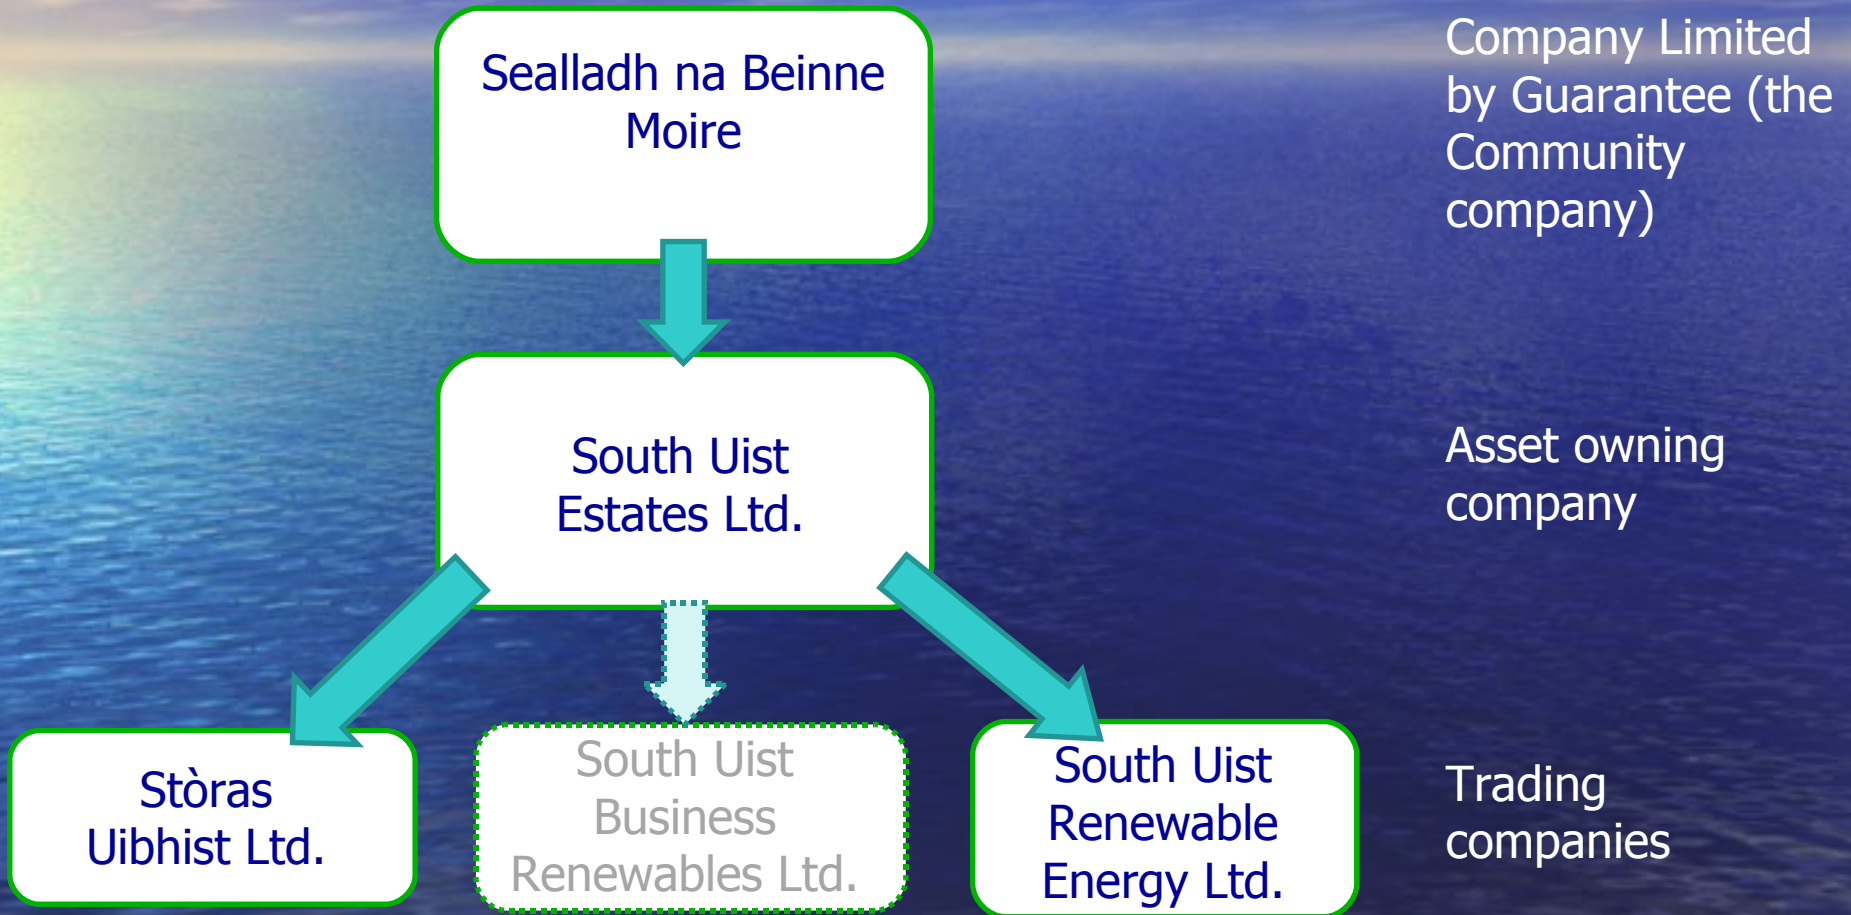 Sealladh na Beinne
Moire
Company Limited
by Guarantee (the
Community
company)
South Uist
Estates Ltd.
Asset owning
company
Stòras
Uibhist Ltd.
South Uist
Business
Renewables Ltd.
South Uist
Renewable
Energy Ltd.
Trading
companies